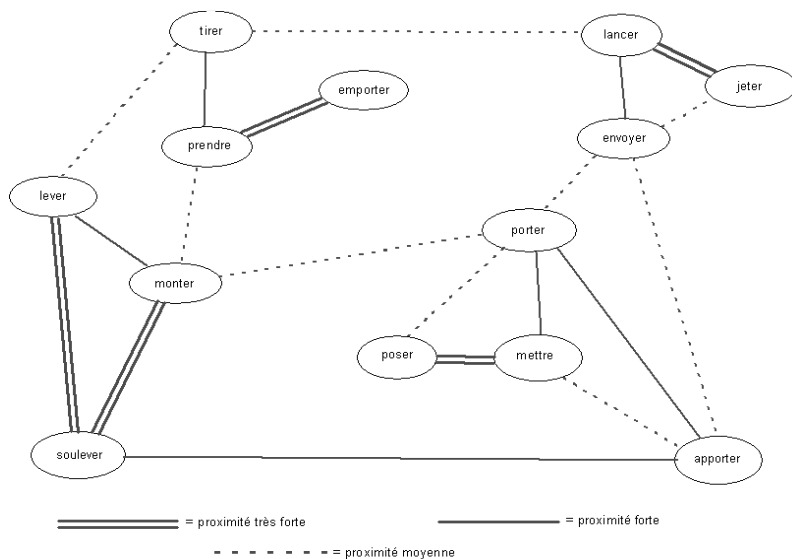 tirer
lancer
jeter
emporter
envoyer
prendre
lever
porter
monter
poser
mettre
soulever
apporter
= proximité très forte
= proximité forte
= proximité moyenne